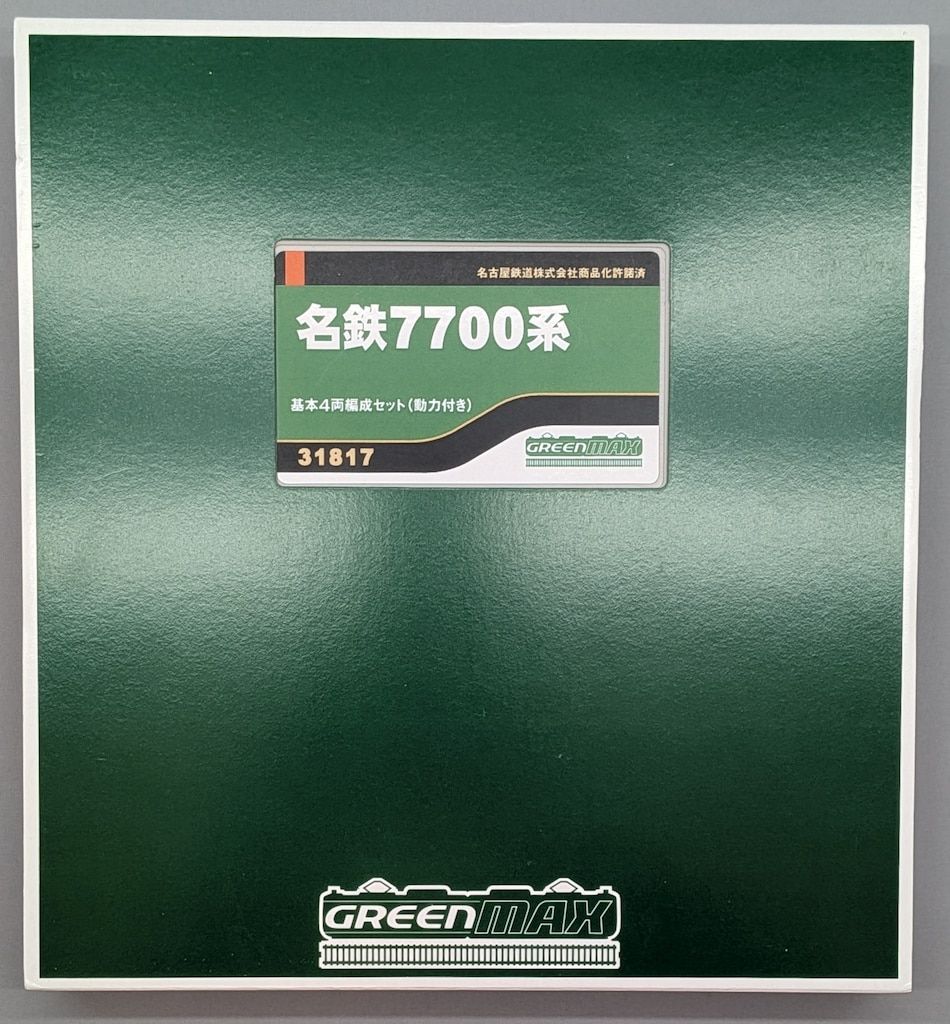 名古屋鉄道株式会社商品化許諾済
名鉄7700系
基本4両編成セット(動力付き)
31817
GREENMAX
GREENMAX